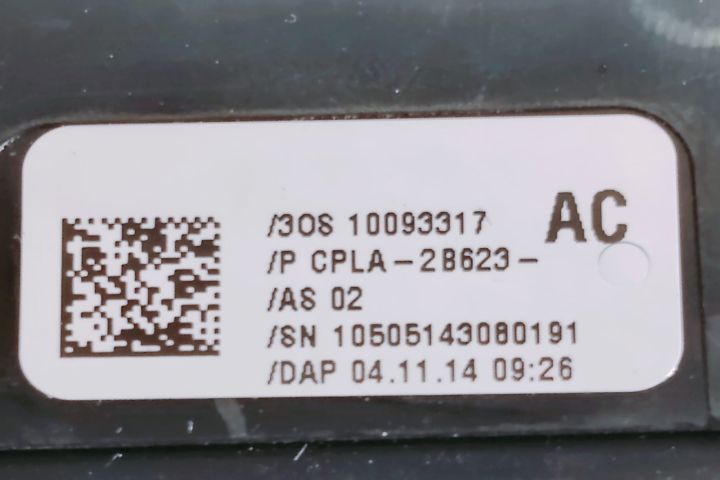 AC
/3OS 10093317
/P CPLA-2B623-
/AS 02
/SN 10505143080191
/DAP 04.11.14 09:26